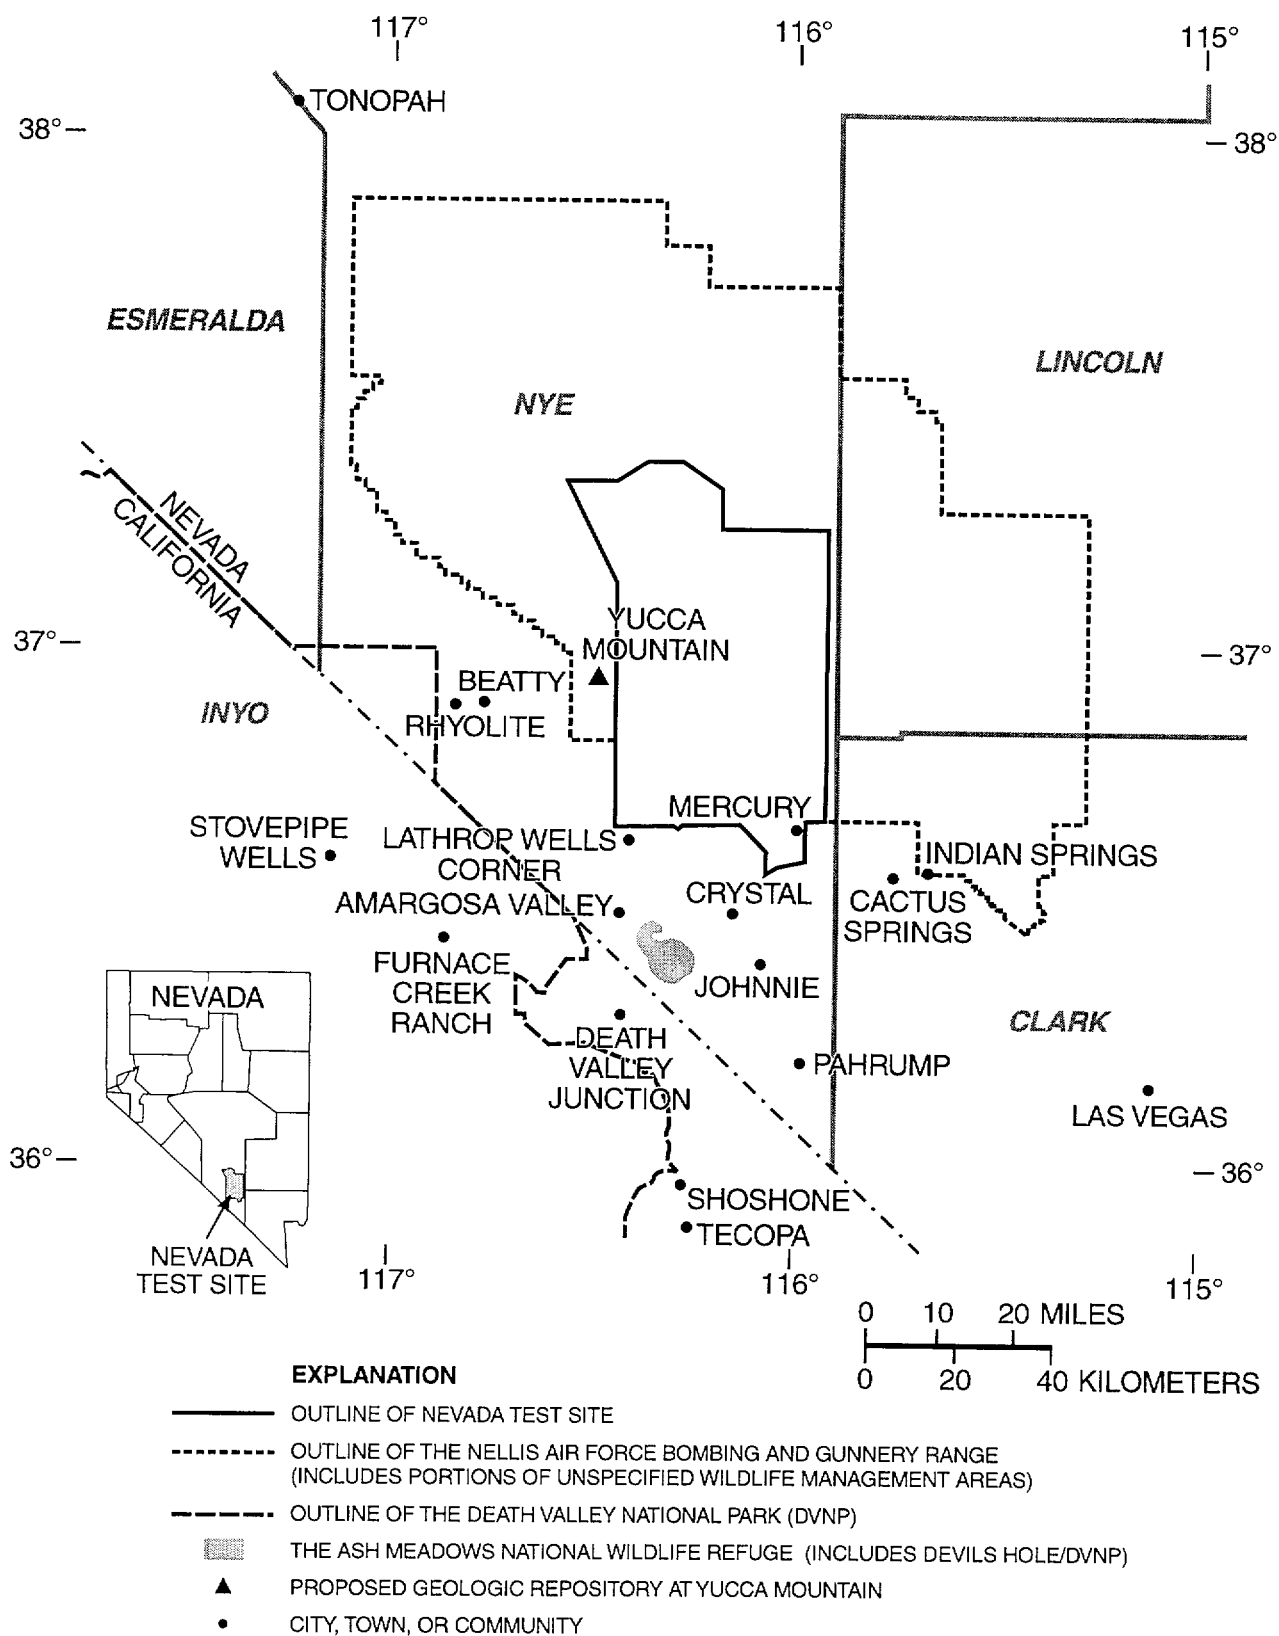 117°
116°
115°
TONOPAH
38°
38°
ESMERALDA
LINCOLN
NYE
NEVADA
CALIFORNIA
YUCCA
MOUNTAIN
37°
37°
BEATTY
INYO
RHYOLITE
MERCURY
STOVEPIPE
WELLS
LATHROP WELLS
CORNER
INDIAN SPRINGS
CRYSTAL
CACTUS
SPRINGS
AMARGOSA VALLEY
FURNACE
CREEK
RANCH
JOHNNIE
NEVADA
CLARK
DEATH
VALLEY
JUNCTION
PAHRUMP
LAS VEGAS
36°
36°
SHOSHONE
TECOPA
NEVADA
TEST SITE
117°
116°
115°
0 10 20 MILES
0 20 40 KILOMETERS
EXPLANATION
OUTLINE OF NEVADA TEST SITE
OUTLINE OF THE NELLIS AIR FORCE BOMBING AND GUNNERY RANGE
(INCLUDES PORTIONS OF UNSPECIFIED WILDLIFE MANAGEMENT AREAS)
OUTLINE OF THE DEATH VALLEY NATIONAL PARK (DVNP)
THE ASH MEADOWS NATIONAL WILDLIFE REFUGE (INCLUDES DEVILS HOLE/DVNP)
PROPOSED GEOLOGIC REPOSITORY AT YUCCA MOUNTAIN
CITY, TOWN, OR COMMUNITY